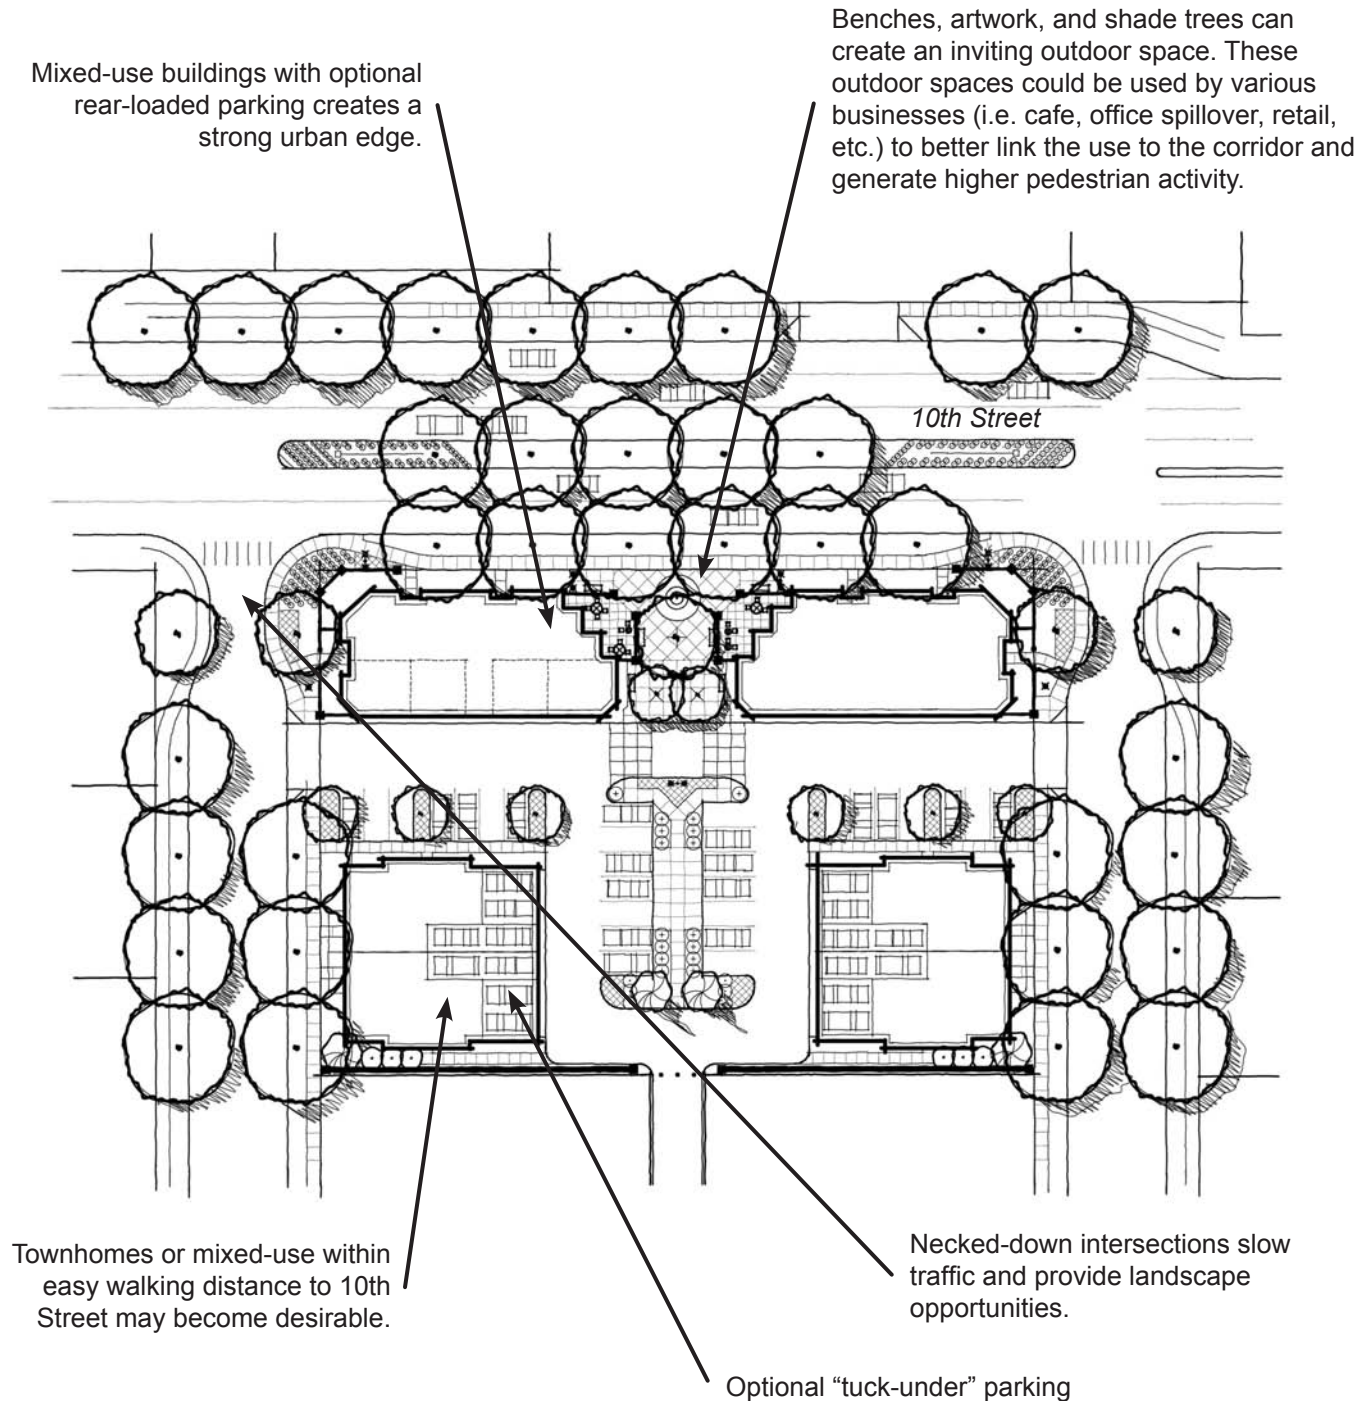 Mixed-use buildings with optional
rear-loaded parking creates a
strong urban edge.
Benches, artwork, and shade trees can
create an inviting outdoor space. These
outdoor spaces could be used by various
businesses (i.e. cafe, office spillover, retail,
etc.) to better link the use to the corridor and
generate higher pedestrian activity.
10th Street
Townhomes or mixed-use within
easy walking distance to 10th
Street may become desirable.
Necked-down intersections slow
traffic and provide landscape
opportunities.
Optional “tuck-under” parking